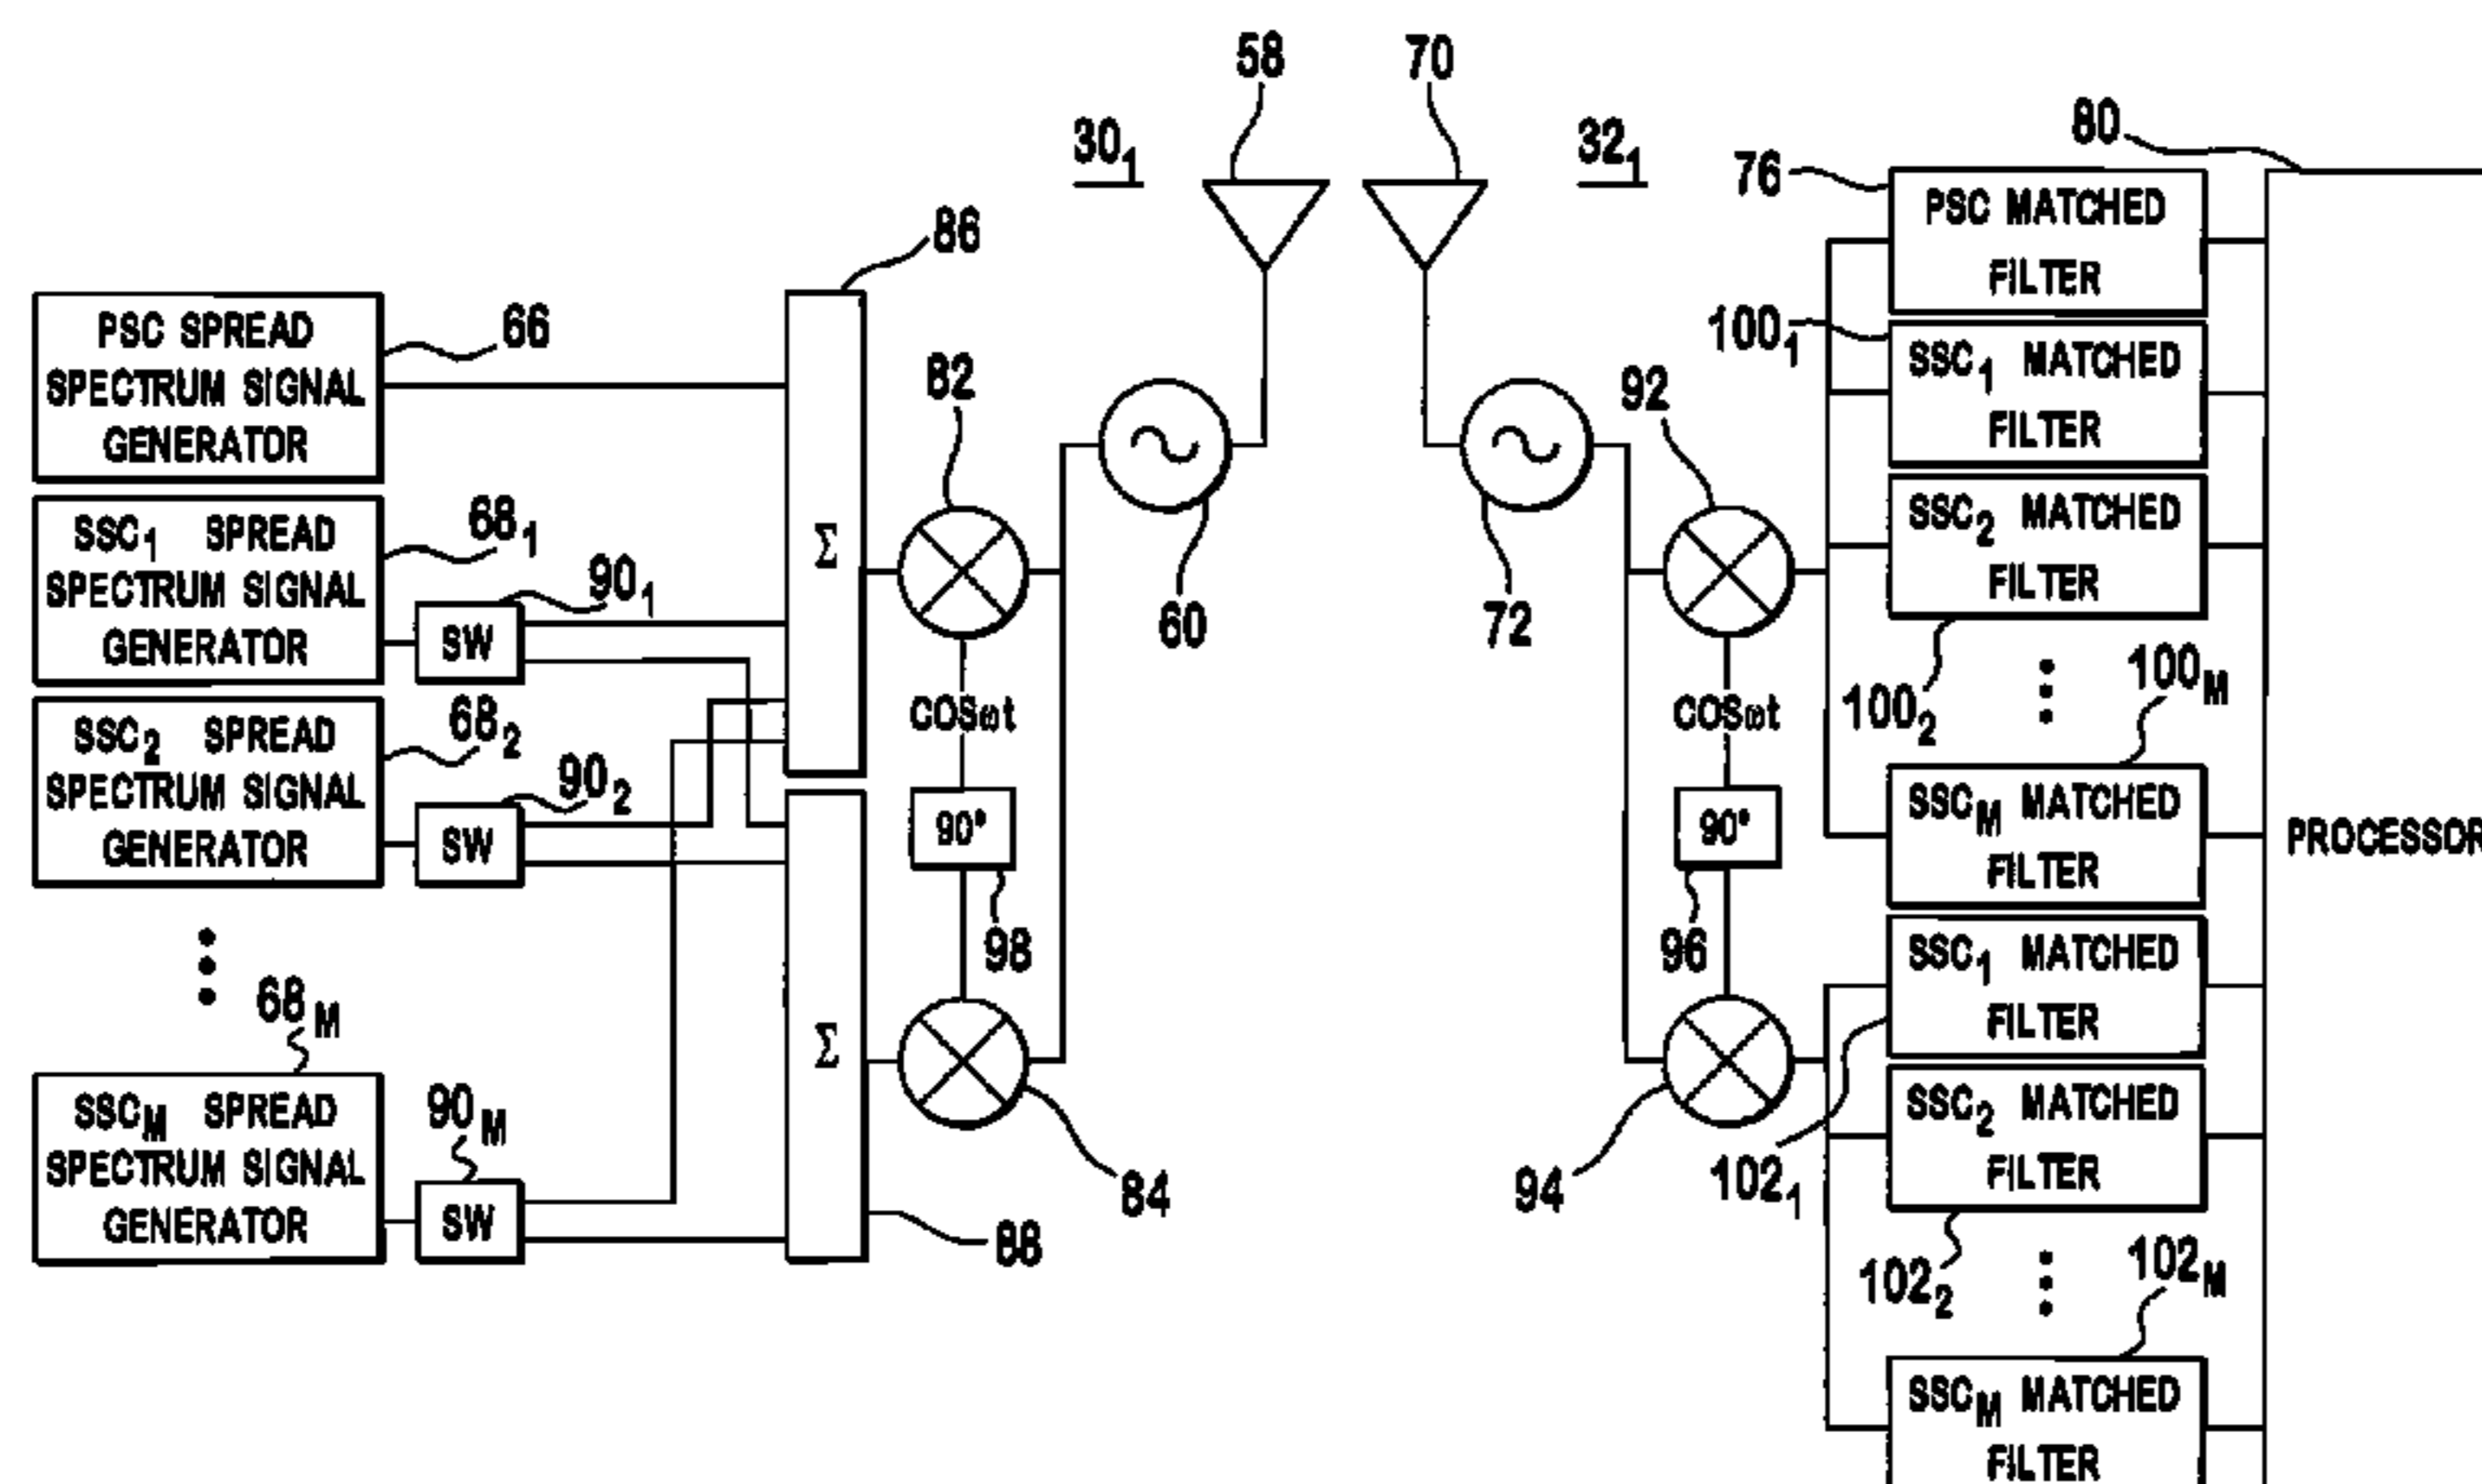 58
70
30₁
32₁
80
76
PSC MATCHED
FILTER
86
PSC SPREAD
SPECTRUM SIGNAL
GENERATOR
66
82
92
100₁
SSC₁ MATCHED
FILTER
SSC₁ SPREAD
SPECTRUM SIGNAL
GENERATOR
68₁
90₁
SW
Σ
60
72
SSC₂ MATCHED
FILTER
100₂
100M
SSC₂ SPREAD
SPECTRUM SIGNAL
GENERATOR
68₂
90₂
SW
COSωt
COSωt
90°
90°
98
96
SSCM MATCHED
FILTER
PROCESSOR
SSC₁ MATCHED
FILTER
68M
SSCM SPREAD
SPECTRUM SIGNAL
GENERATOR
90M
SW
Σ
84
88
94
102₁
SSC₂ MATCHED
FILTER
102₂
102M
SSCM MATCHED
FILTER